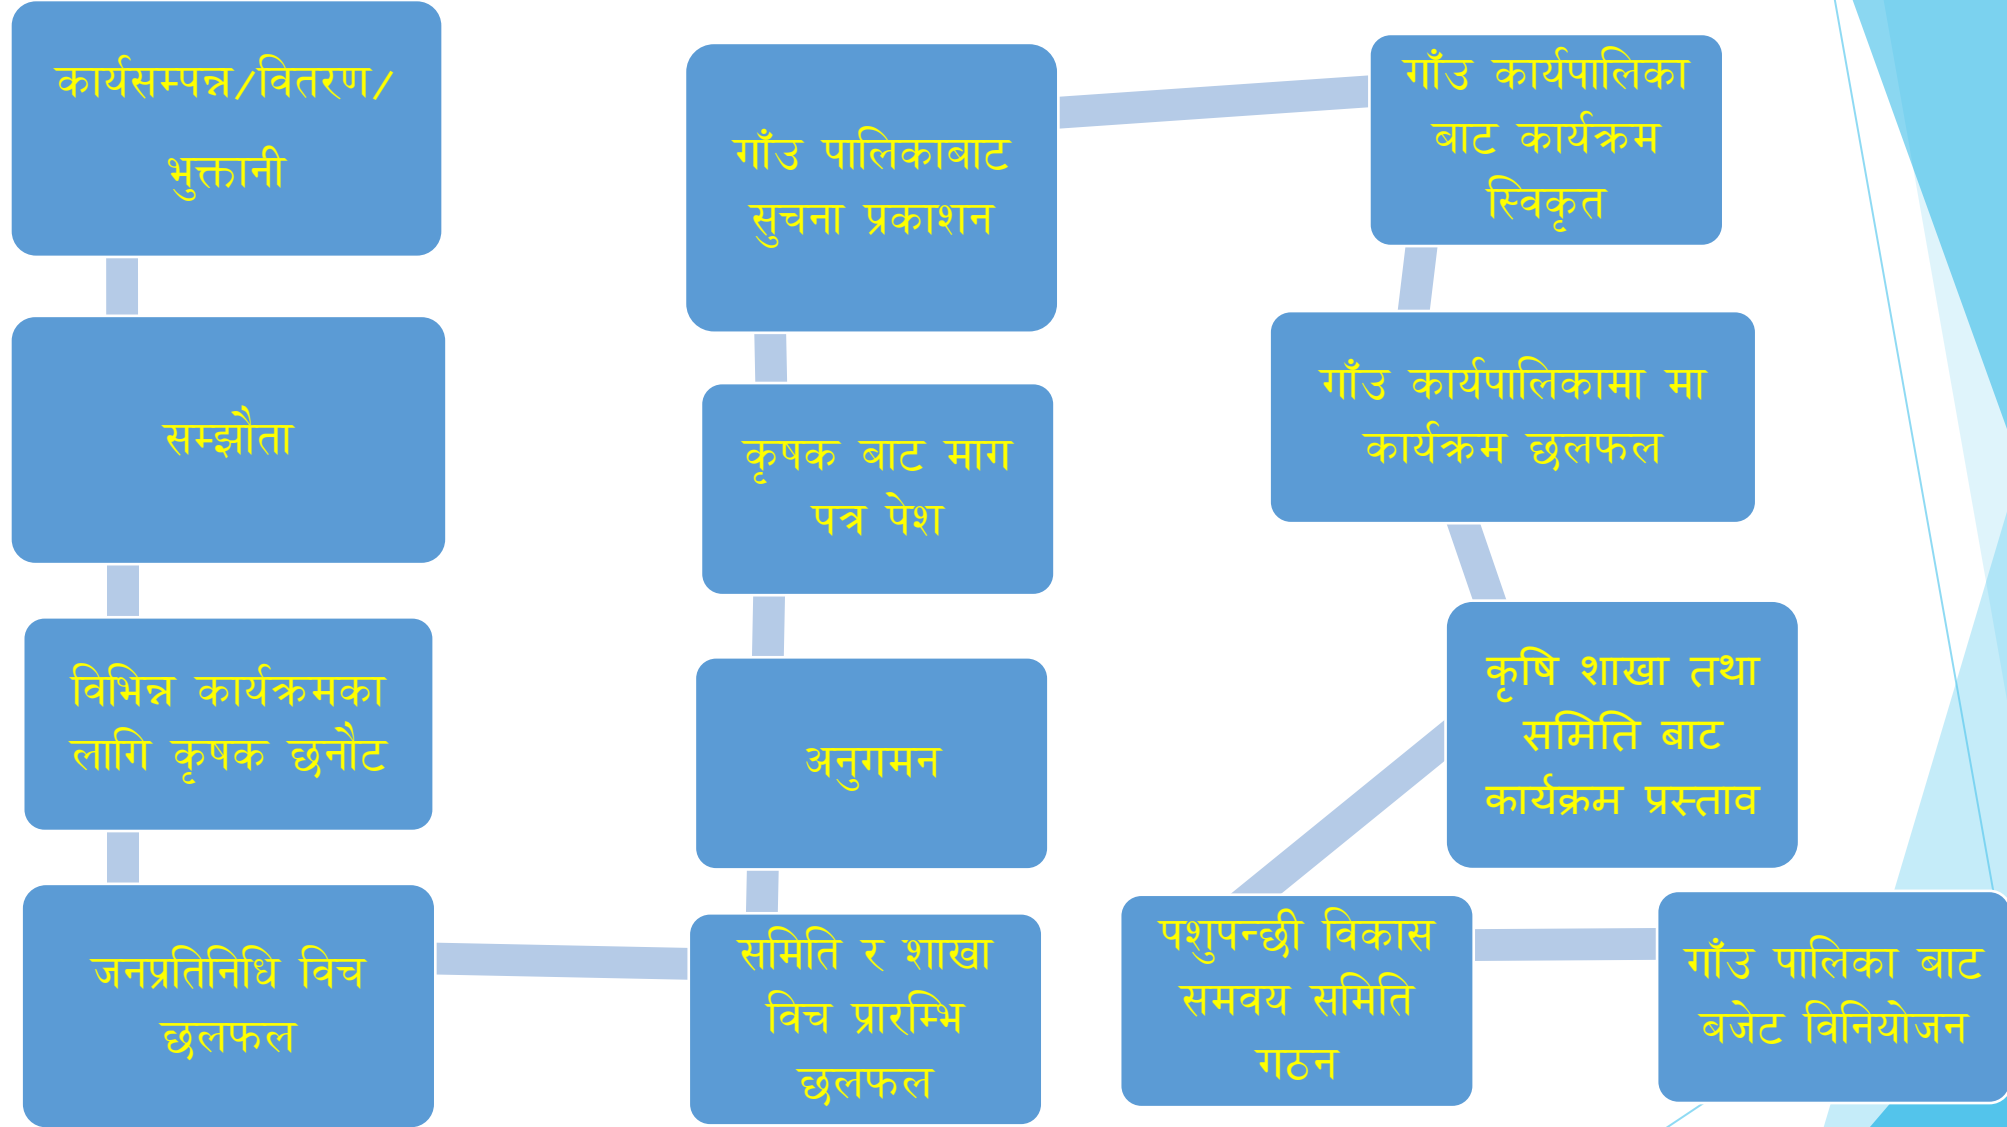 कार्यसम्पन्न/वितरण/
भुक्तानी
सम्झौता
विभिन्न कार्यक्रमका
लागि कृषक छनौट
जनप्रतिनिधि विच
छलफल
गाँउ पालिकाबाट
सुचना प्रकाशन
कृषक बाट माग
पत्र पेश
अनुगमन
समिति र शाखा
विच प्रारम्भि
छलफल
गाँउ कार्यपालिका
बाट कार्यक्रम
स्विकृत
गाँउ कार्यपालिकामा मा
कार्यक्रम छलफल
कृषि शाखा तथा
समिति बाट
कार्यक्रम प्रस्ताव
पशुपन्छी विकास
समवय समिति
गठन
गाँउ पालिका बाट
बजेट विनियोजन